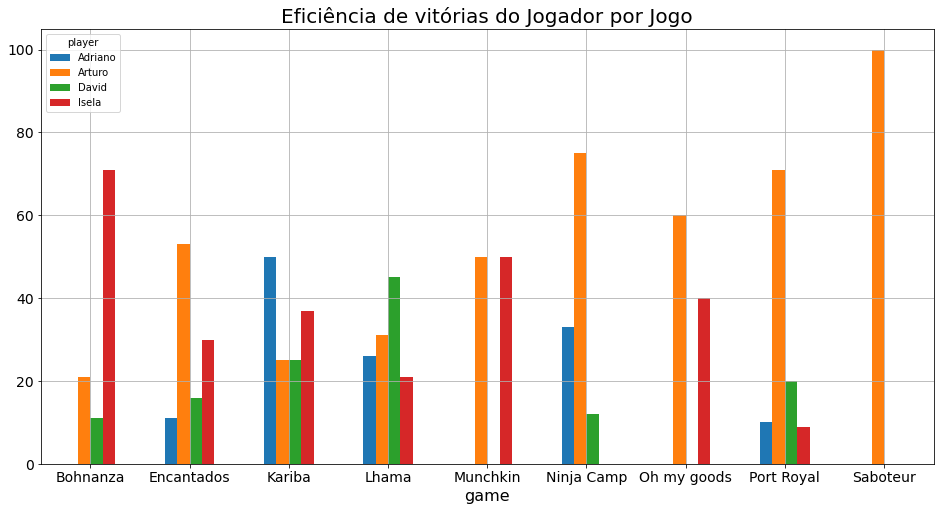 Eficiência de vitórias do Jogador por Jogo
player
Adriano
Arturo
David
Isela
100
80
60
40
20
0
Bohnanza Encantados Kariba Lhama Munchkin Ninja Camp Oh my goods Port Royal Saboteur
game